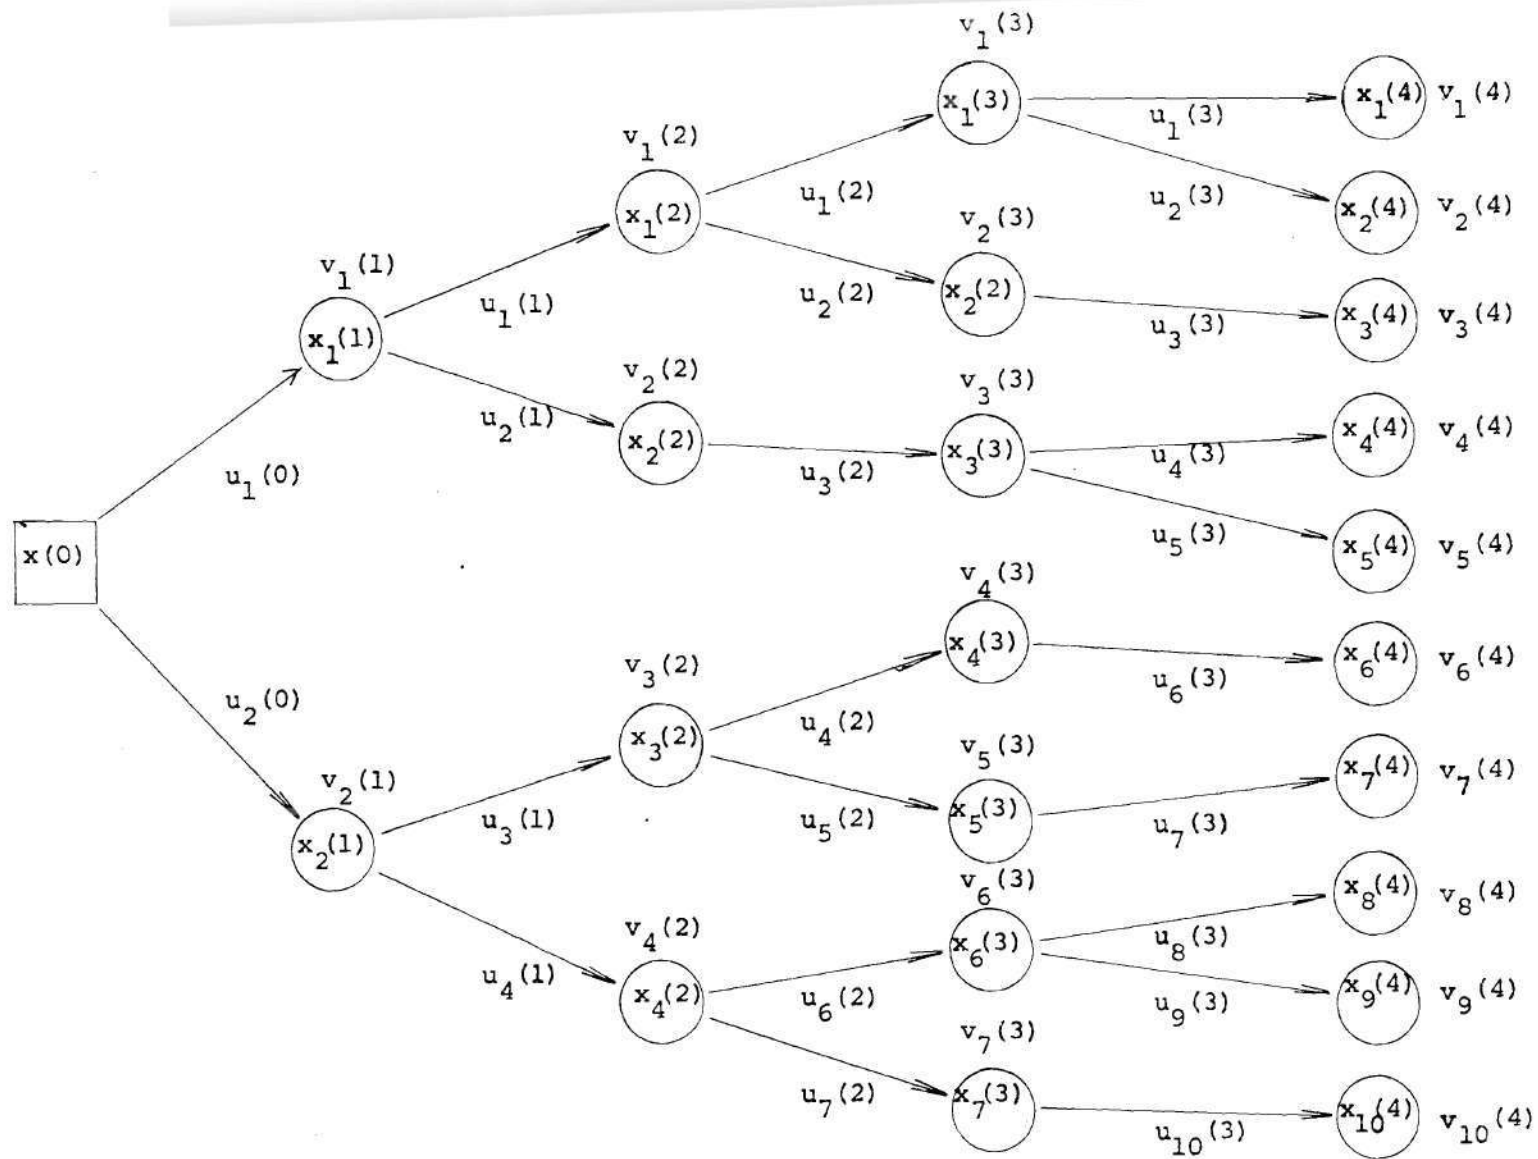 v₁(3)
x₁(3) x₁(4) v₁(4)
u₁(3)
v₁(2)
x₁(2) u₁(2) u₂(3) x₂(4) v₂(4)
v₂(3)
v₁(1)
u₁(1) u₂(2) x₂(2) x₃(4) v₃(4)
u₃(3)
x₁(1)
v₂(2) v₃(3)
u₂(1) x₂(2) x₃(3) x₄(4) v₄(4)
u₄(3)
u₁(0) u₃(2)
x(0) u₅(3) x₅(4) v₅(4)
v₄(3)
x₄(3) x₆(4) v₆(4)
v₃(2) u₆(3)
u₂(0)
x₃(2) u₄(2)
v₅(3)
v₂(1) x₇(4) v₇(4)
u₃(1) u₅(2) x₅(3) u₇(3)
x₂(1)
v₆(3) x₈(4) v₈(4)
v₄(2) x₆(3) u₈(3)
u₄(1) x₄(2) u₆(2) u₉(3) x₉(4) v₉(4)
v₇(3)
u₇(2) x₇(3) x₁₀(4) v₁₀(4)
u₁₀(3)